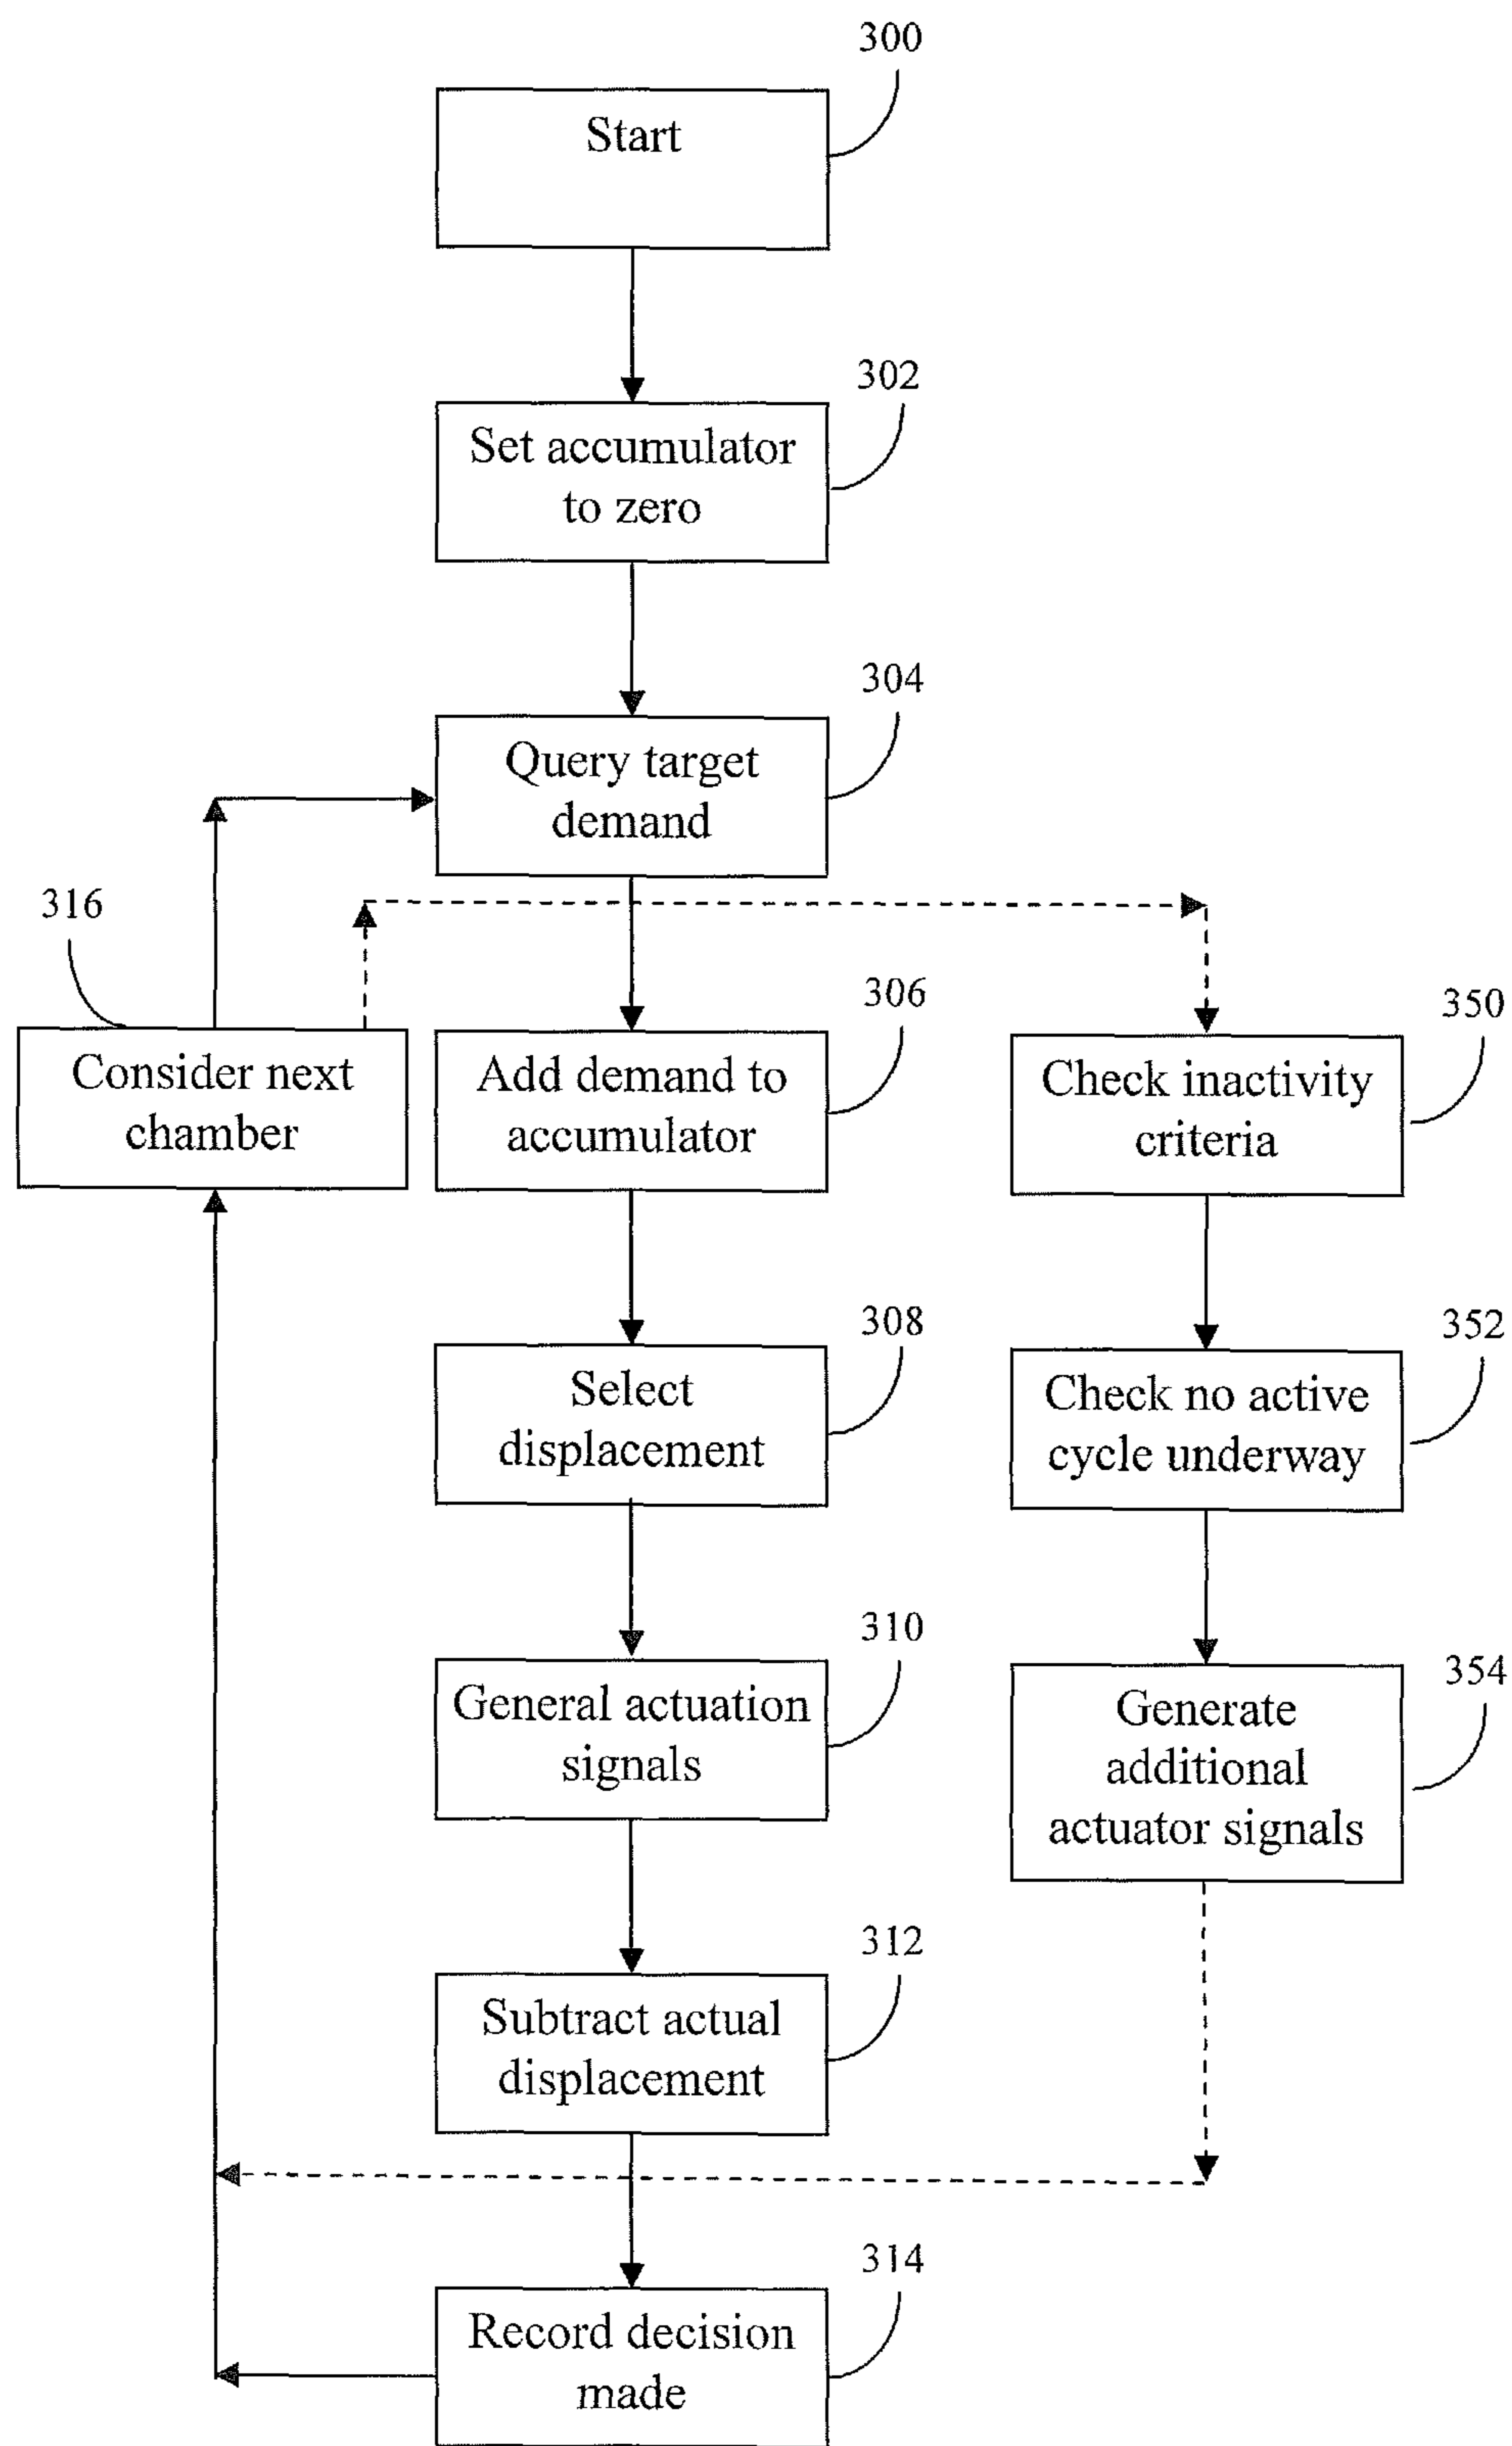 300
Start
302
Set accumulator
to zero
304
Query target
demand
316
Consider next
chamber
306
Add demand to
accumulator
350
Check inactivity
criteria
308
Select
displacement
352
Check no active
cycle underway
310
General actuation
signals
354
Generate
additional
actuator signals
312
Subtract actual
displacement
314
Record decision
made